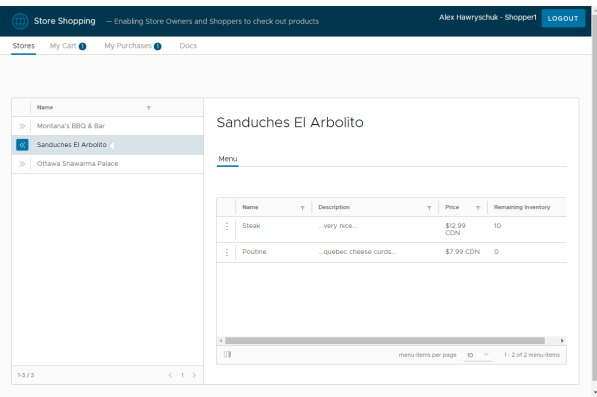 Store Shopping — Enabling Store Owners and Shoppers to check out products
Alex Hawryschuk - Shopper1 LOGOUT
Stores My Cart 1 My Purchases 1 Docs
Name
Montana's BBQ & Bar
Sanduches El Arbolito
Ottawa Shawarma Palace
1-3 / 3
1
Sanduches El Arbolito
Menu
Name Description Price Remaining Inventory
Steak ...very nice... $12.99 CDN 10
Poutine ...quebec cheese curds... $7.99 CDN 0
menu-items per page 10 1 - 2 of 2 menu-items